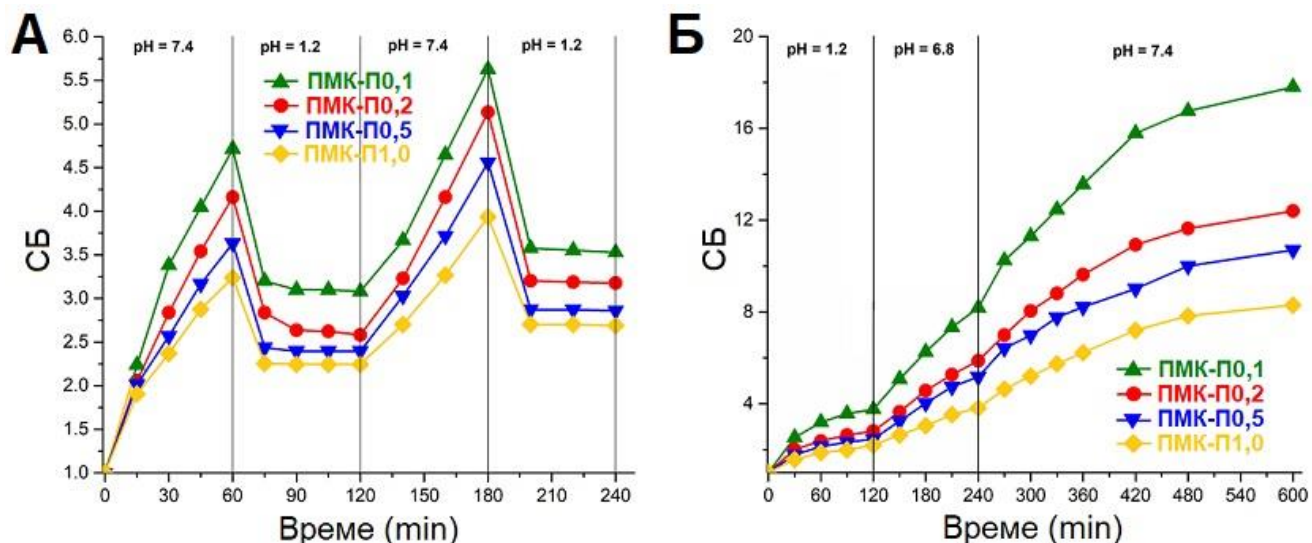 А
pH = 7.4
pH = 1.2
pH = 7.4
pH = 1.2
ПМК-П0,1
ПМК-П0,2
ПМК-П0,5
ПМК-П1,0
СБ
6.0
5.5
5.0
4.5
4.0
3.5
3.0
2.5
2.0
1.5
1.0
0 30 60 90 120 150 180 210 240
Време (min)
Б
pH = 1.2
pH = 6.8
pH = 7.4
СБ
20
16
12
8
4
ПМК-П0,1
ПМК-П0,2
ПМК-П0,5
ПМК-П1,0
0 60 120 180 240 300 360 420 480 540 600
Време (min)